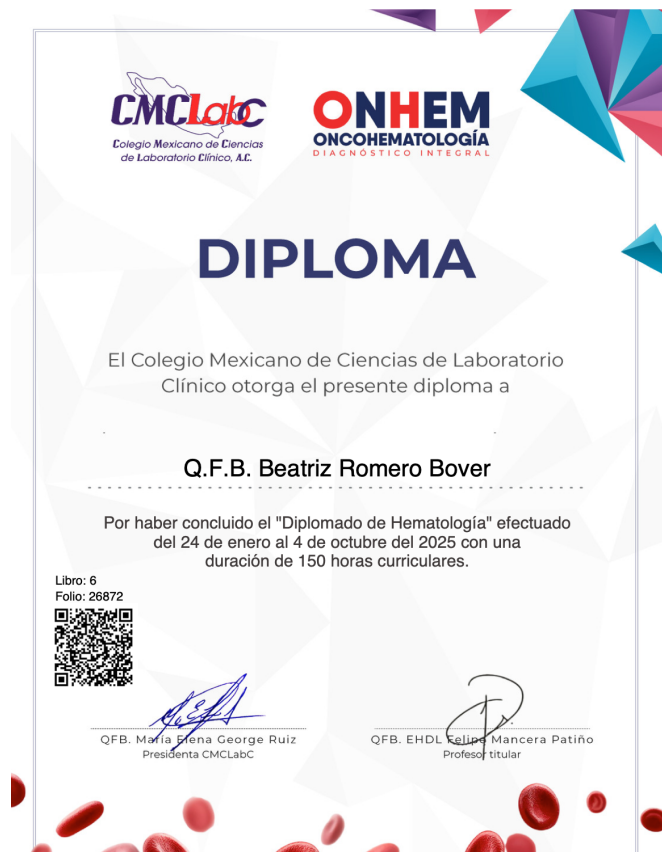 CMCLabC
Colegio Mexicano de Ciencias
de Laboratorio Clínico, A.C.
ONHEM
ONCOHEMATOLOGÍA
DIAGNÓSTICO INTEGRAL
DIPLOMA
El Colegio Mexicano de Ciencias de Laboratorio
Clínico otorga el presente diploma a
Q.F.B. Beatriz Romero Bover
Por haber concluido el "Diplomado de Hematología" efectuado
del 24 de enero al 4 de octubre del 2025 con una
duración de 150 horas curriculares.
Libro: 6
Folio: 26872
QFB. María Elena George Ruiz
Presidenta CMCLabC
QFB. EHDL Felipe Mancera Patiño
Profesor titular